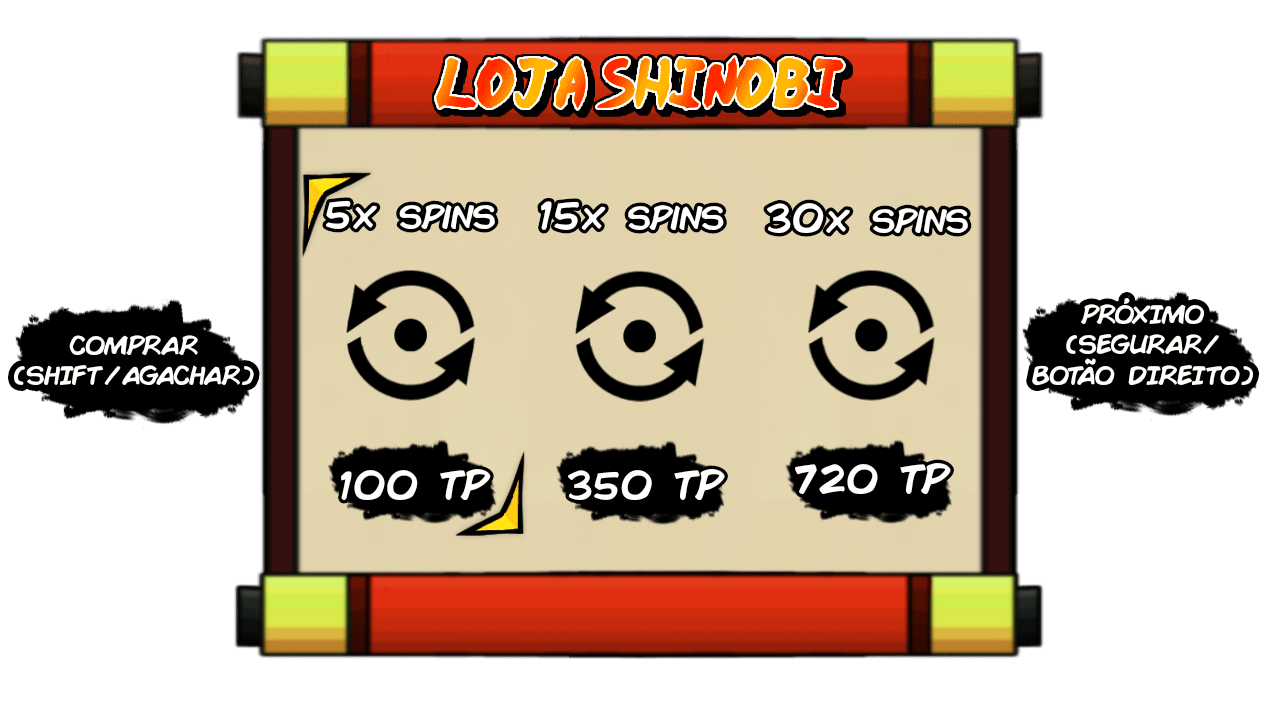 LOJA SHINOBI
5X SPINS
15X SPINS
30X SPINS
COMPRAR
(SHIFT/AGACHAR)
PRÓXIMO
(SEGURAR/
BOTÃO DIREITO)
100 TP
350 TP
720 TP